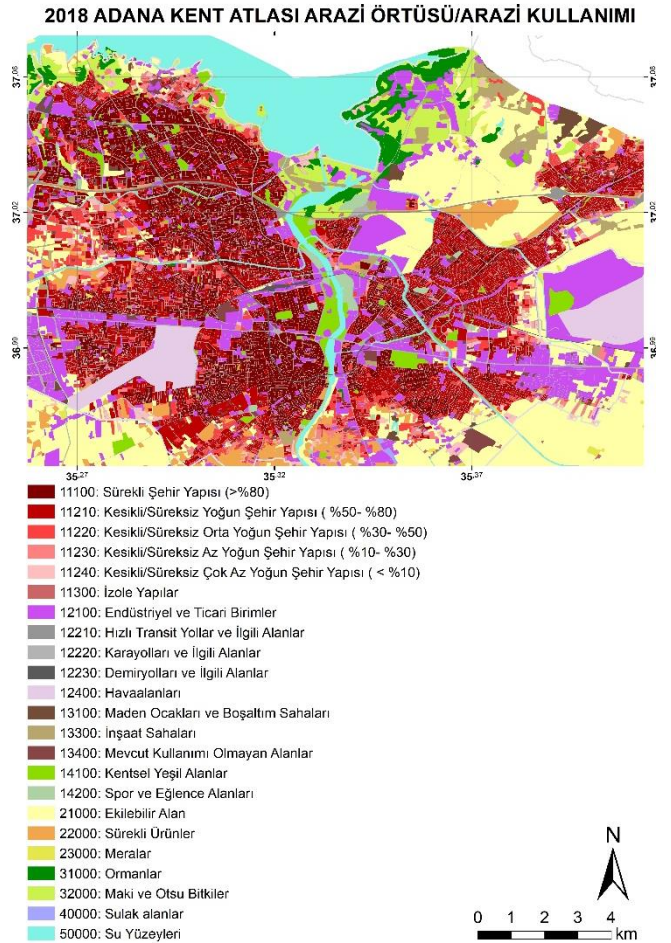 2018 ADANA KENT ATLASI ARAZİ ÖRTÜSÜ/ARAZİ KULLANIMI
37,06 37,06
37,02 37,02
36,99 36,99
35,27 35,32 35,37
11100: Sürekli Şehir Yapısı (>%80)
11210: Kesikli/Süreksiz Yoğun Şehir Yapısı ( %50- %80)
11220: Kesikli/Süreksiz Orta Yoğun Şehir Yapısı ( %30- %50)
11230: Kesikli/Süreksiz Az Yoğun Şehir Yapısı ( %10- %30)
11240: Kesikli/Süreksiz Çok Az Yoğun Şehir Yapısı ( < %10)
11300: İzole Yapılar
12100: Endüstriyel ve Ticari Birimler
12210: Hızlı Transit Yollar ve İlgili Alanlar
12220: Karayolları ve İlgili Alanlar
12230: Demiryolları ve İlgili Alanlar
12400: Havaalanları
13100: Maden Ocakları ve Boşaltım Sahaları
13300: İnşaat Sahaları
13400: Mevcut Kullanımı Olmayan Alanlar
14100: Kentsel Yeşil Alanlar
14200: Spor ve Eğlence Alanları
21000: Ekilebilir Alan
22000: Sürekli Ürünler
23000: Meralar
31000: Ormanlar
32000: Maki ve Otsu Bitkiler
40000: Sulak alanlar
50000: Su Yüzeyleri
N
0 1 2 3 4
km